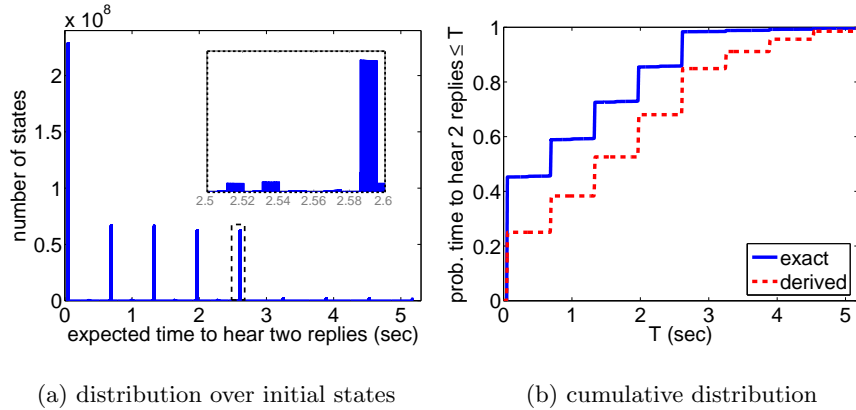 x 10^8
number of states
2
1.5
1
0.5
0
2.5 2.52 2.54 2.56 2.58 2.6
0 1 2 3 4 5
expected time to hear two replies (sec)
(a) distribution over initial states
prob. time to hear 2 replies ≤ T
1
0.8
0.6
0.4
0.2
0
exact
derived
0 1 2 3 4 5
T (sec)
(b) cumulative distribution